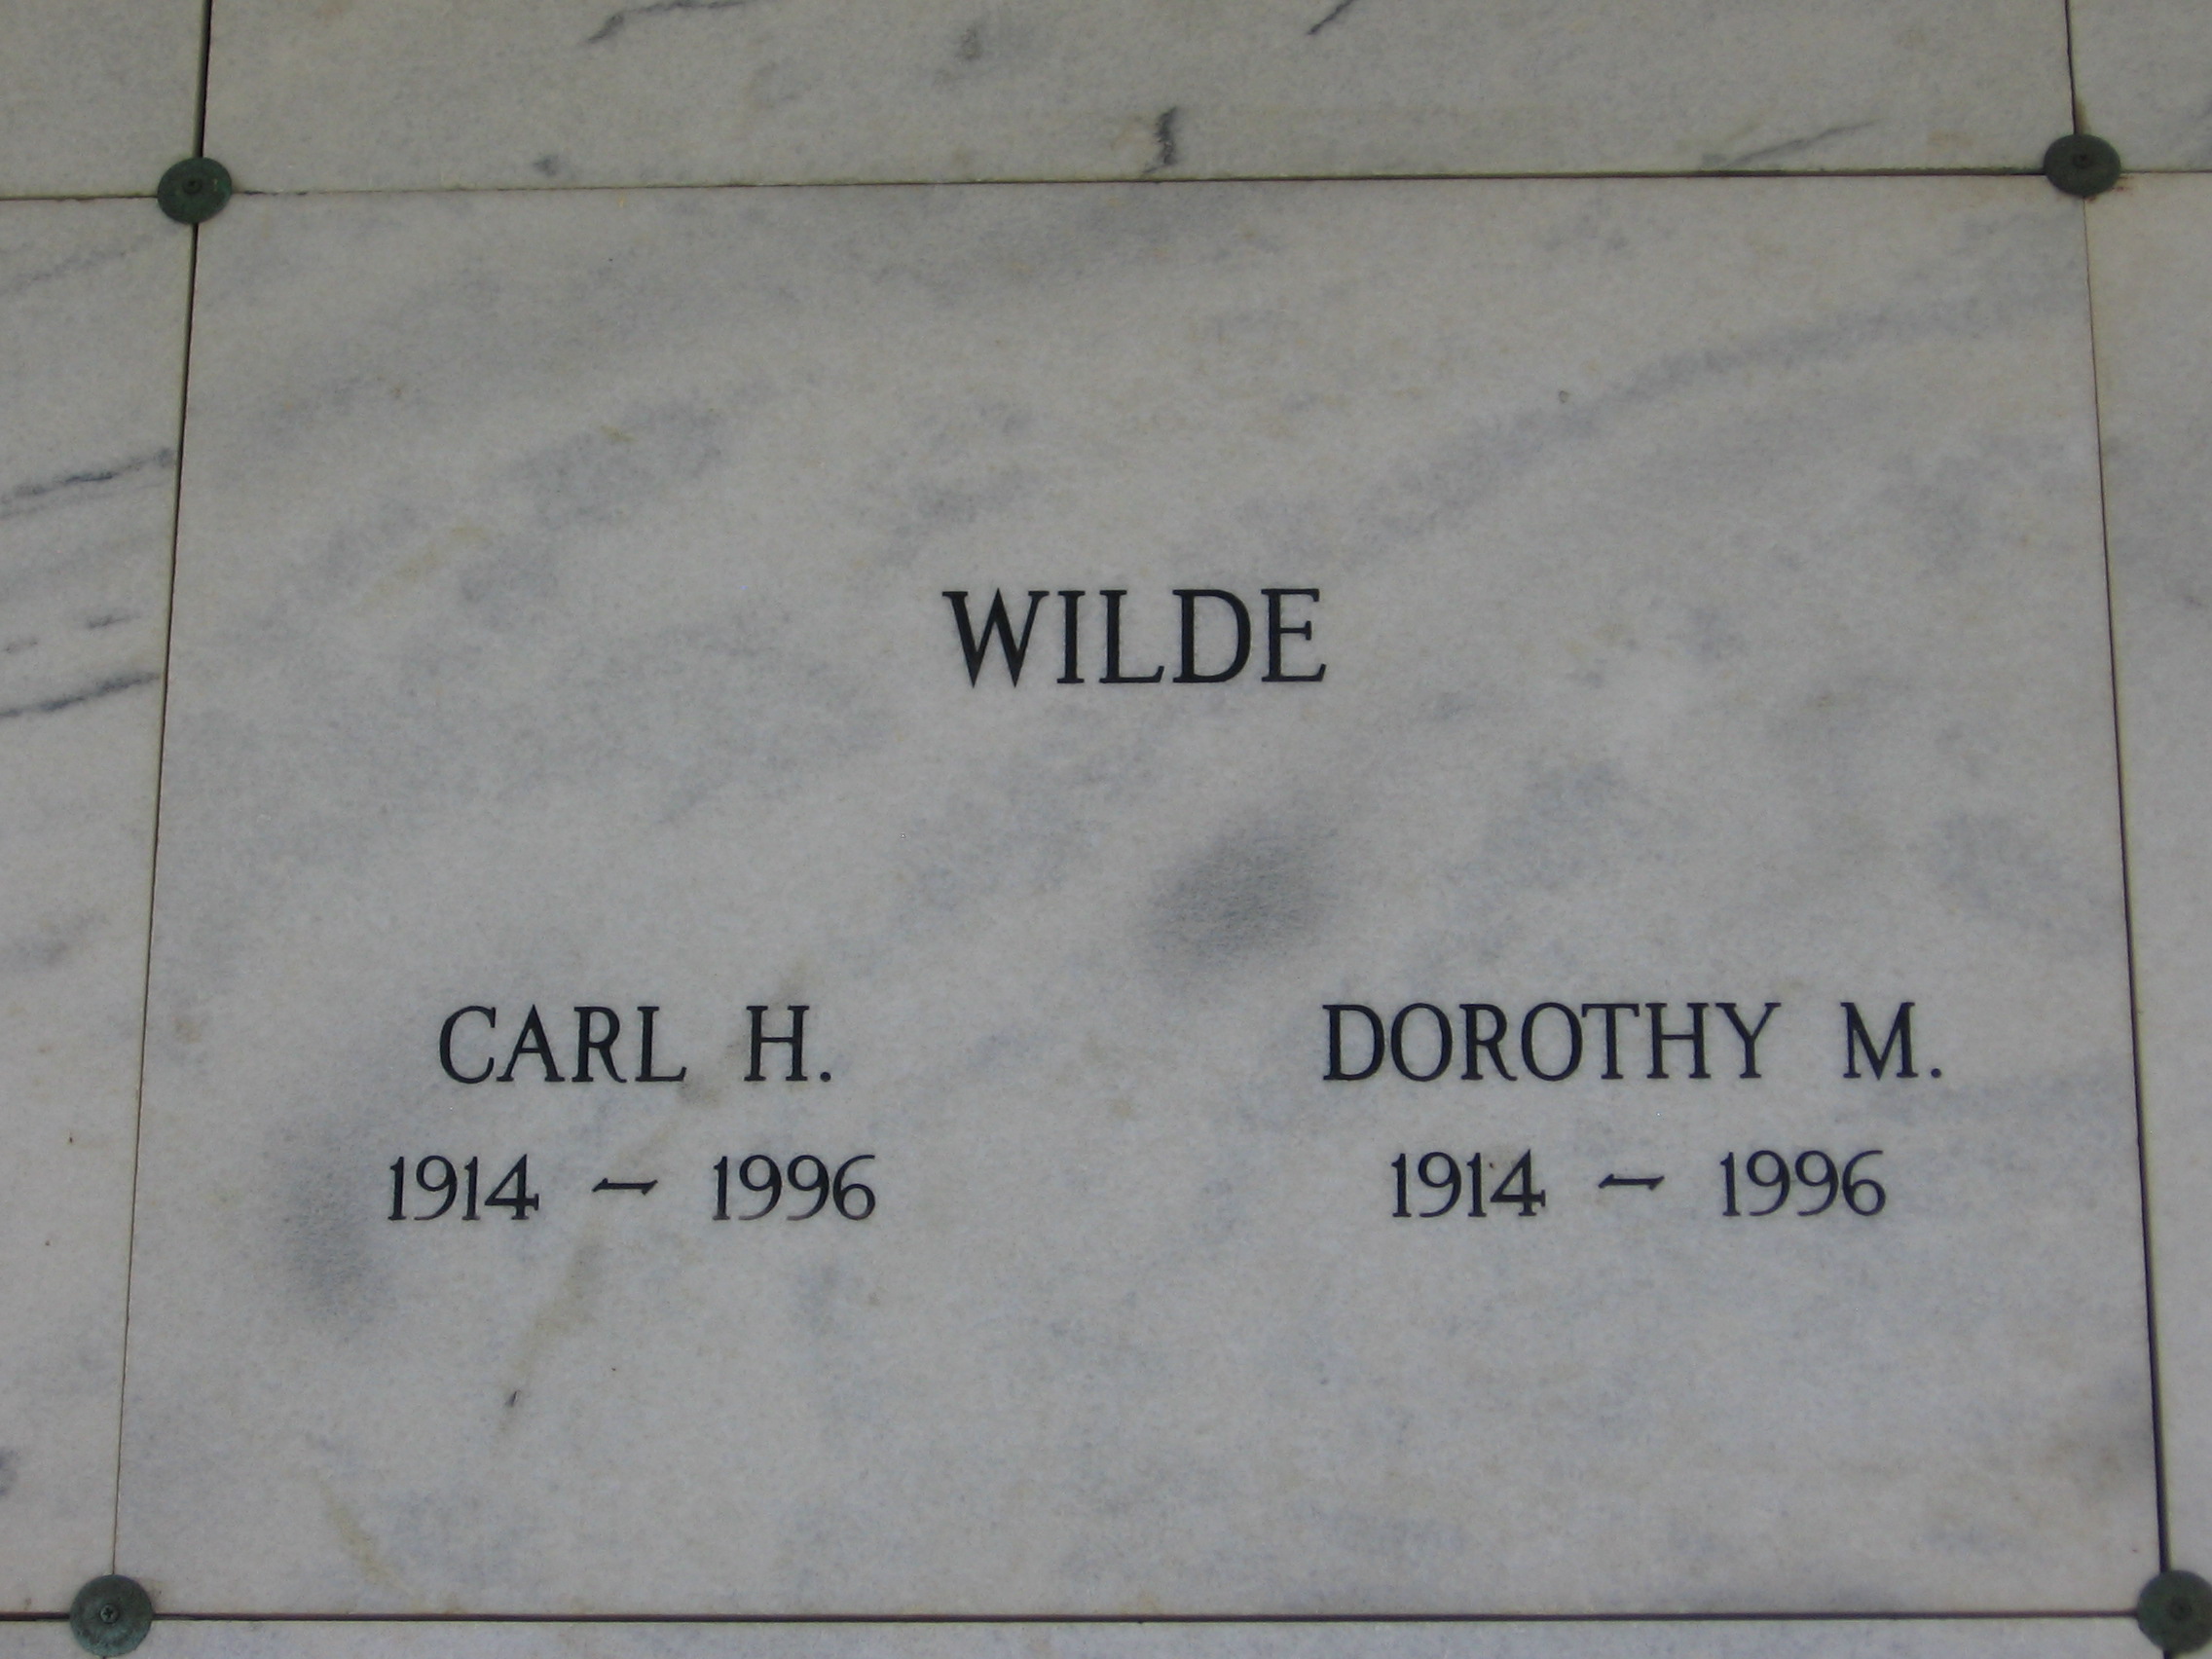 WILDE
CARL H. DOROTHY M.
1914 - 1996 1914 - 1996